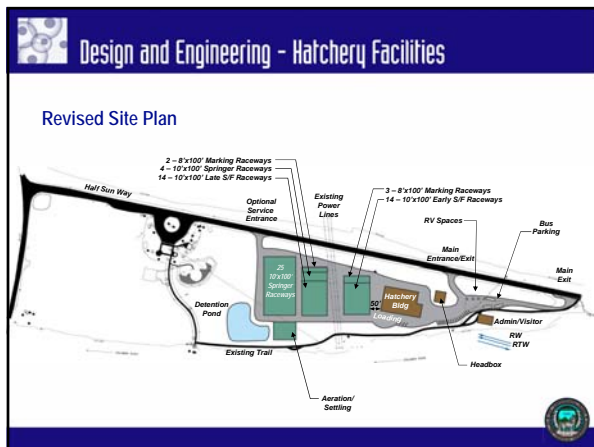 Design and Engineering - Hatchery Facilities
Revised Site Plan
2 – 8'x100' Marking Raceways
4 – 10'x100' Springer Raceways
14 – 10'x100' Late S/F Raceways
Half Sun Way
Optional
Service
Entrance
Existing
Power
Lines
3 – 8'x100' Marking Raceways
14 – 10'x100' Early S/F Raceways
RV Spaces
Bus
Parking
Main
Entrance/Exit
Main
Exit
25
10'x100'
Springer
Raceways
50'
Hatchery
Bldg
Loading
Detention
Pond
Existing Trail
Admin/Visitor
RW
RTW
Headbox
Aeration/
Settling